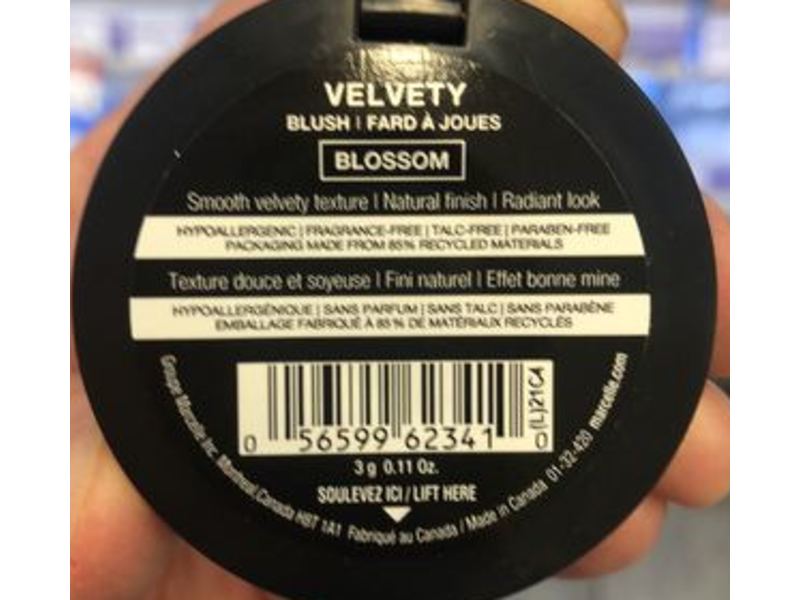 VELVETY
BLUSH | FARD À JOUES
BLOSSOM
Smooth velvety texture | Natural finish | Radiant look
HYPOALLERGENIC | FRAGRANCE-FREE | TALC-FREE | PARABEN-FREE
PACKAGING MADE FROM 85% RECYCLED MATERIALS
Texture douce et soyeuse | Fini naturel | Effet bonne mine
HYPOALLERGÉNIQUE | SANS PARFUM | SANS TALC | SANS PARABÈNE
EMBALLAGE FABRIQUÉ À 85% DE MATÉRIAUX RECYCLÉS
0 56599 62341 0
(L)21C4
3 g 0.11 Oz.
SOULEVEZ ICI / LIFT HERE
Groupe Marcelle Inc. Montréal, Canada H8T 1A1 Fabriqué au Canada / Made in Canada 01-32-420 marcelle.com